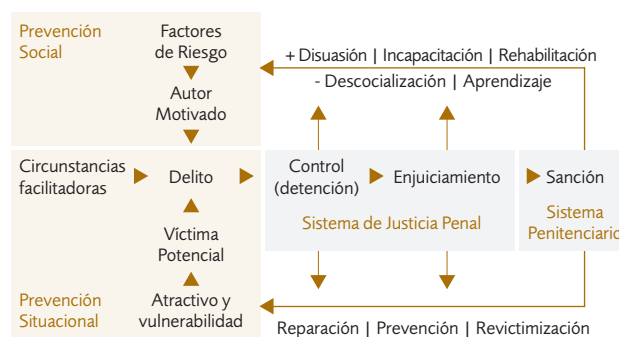 Prevención
Social
Factores
de Riesgo
+ Disuasión | Incapacitación | Rehabilitación
- Descocialización | Aprendizaje
Autor
Motivado
Circunstancias
facilitadoras
Delito
Control
(detención)
Enjuiciamiento
Sanción
Sistema de Justicia Penal
Sistema
Penitenciario
Víctima
Potencial
Prevención
Situacional
Atractivo y
vulnerabilidad
Reparación | Prevención | Revictimización